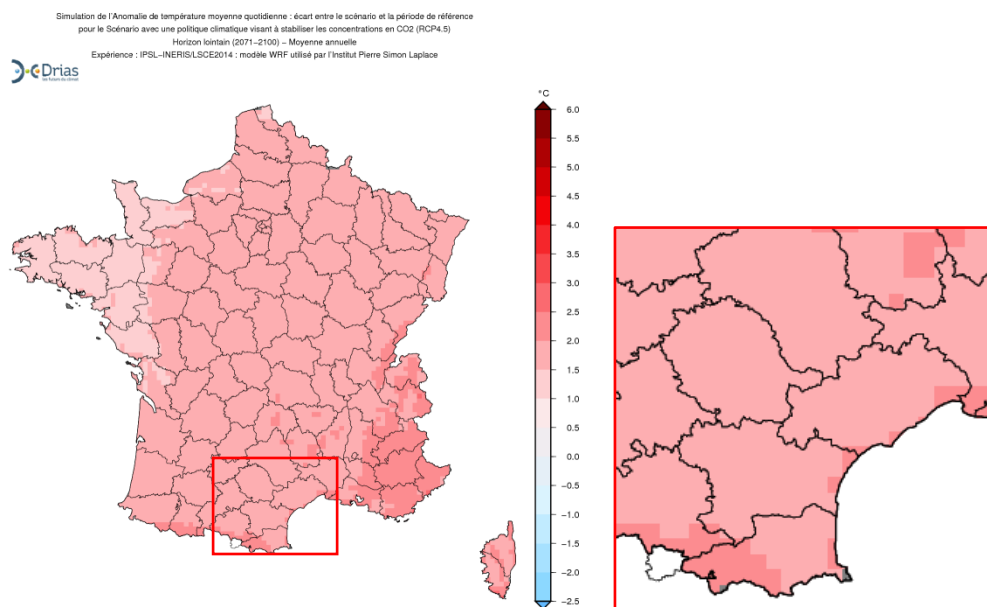 Simulation de l'Anomalie de température moyenne quotidienne : écart entre le scénario et la période de référence
pour le Scénario avec une politique climatique visant à stabiliser les concentrations en CO2 (RCP4.5)
Horizon lointain (2071-2100) − Moyenne annuelle
Expérience : IPSL−INERIS/LSCE2014 : modèle WRF utilisé par l'Institut Pierre Simon Laplace
Drias
les futurs du climat
°C
6.0
5.5
5.0
4.5
4.0
3.5
3.0
2.5
2.0
1.5
1.0
0.5
0.0
−0.5
−1.0
−1.5
−2.0
−2.5